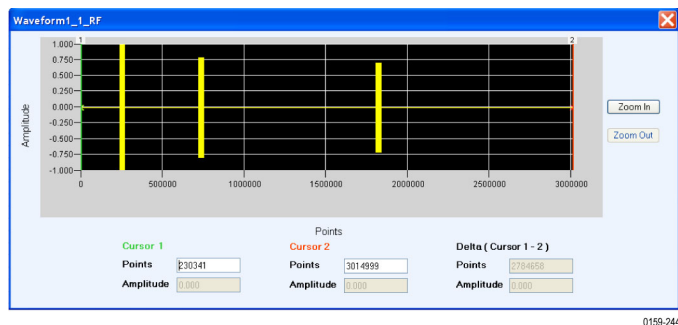 Waveform1_1_RF
1 2
1.000
0.750
0.500
0.250
0.000
-0.250
-0.500
-0.750
-1.000
Amplitude
0 500000 1000000 1500000 2000000 2500000 3000000
Zoom In
Zoom Out
Points
Cursor 1 Cursor 2 Delta ( Cursor 1 - 2 )
Points 230341 Points 3014999 Points 2784658
Amplitude 0.000 Amplitude 0.000 Amplitude 0.000
0159-244